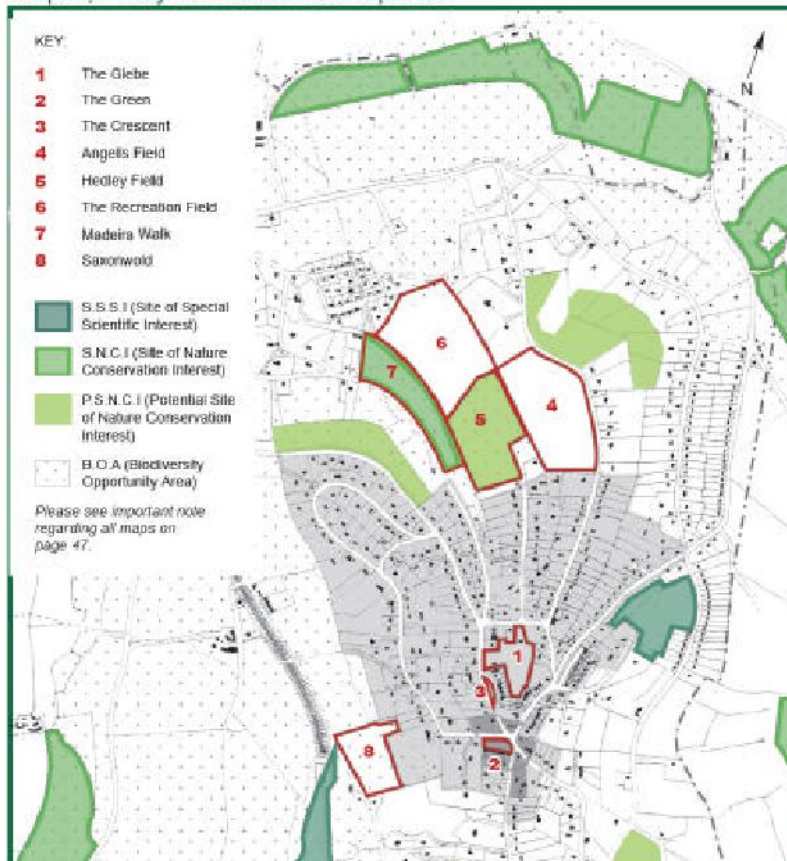 KEY:
1 The Glebe
2 The Green
3 The Crescent
4 Angells Field
5 Hedley Field
6 The Recreation Field
7 Madeira Walk
8 Saxonwold
S.S.S.I (Site of Special
Scientific Interest)
S.N.C.I (Site of Nature
Conservation Interest)
P.S.N.C.I (Potential Site
of Nature Conservation
Interest)
B.O.A (Biodiversity
Opportunity Area)
Please see important note
regarding all maps on
page 47.
N
6
7
5
4
1
3
8
2